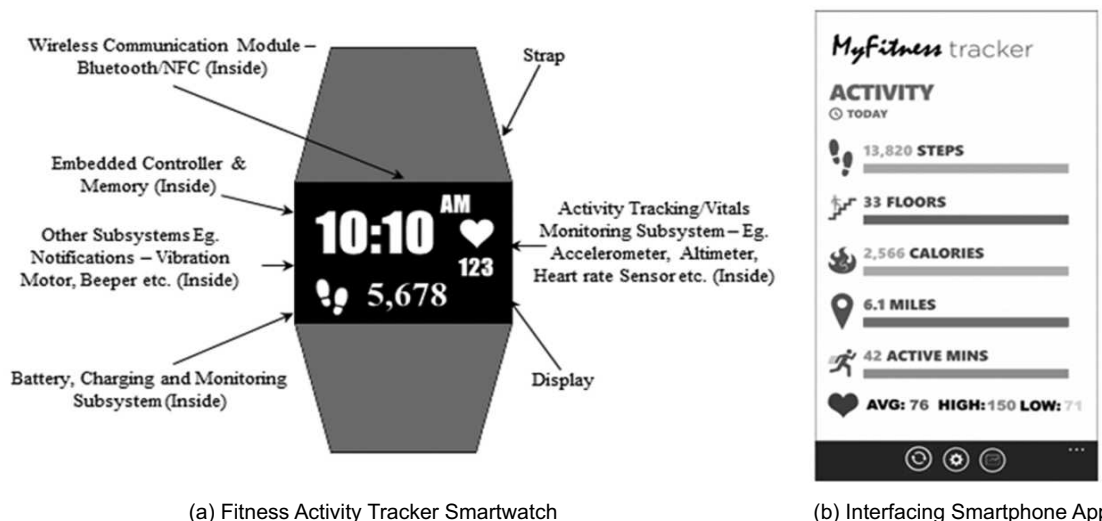 Wireless Communication Module –
Bluetooth/NFC (Inside)
Strap
Embedded Controller &
Memory (Inside)
Other Subsystems Eg.
Notifications – Vibration
Motor, Beeper etc. (Inside)
Battery, Charging and Monitoring
Subsystem (Inside)
10:10 AM
123
5,678
Activity Tracking/Vitals
Monitoring Subsystem – Eg.
Accelerometer, Altimeter,
Heart rate Sensor etc. (Inside)
Display
(a) Fitness Activity Tracker Smartwatch
MyFitness tracker
ACTIVITY
TODAY
13,820 STEPS
33 FLOORS
2,566 CALORIES
6.1 MILES
42 ACTIVE MINS
AVG: 76 HIGH: 150 LOW: 71
(b) Interfacing Smartphone App